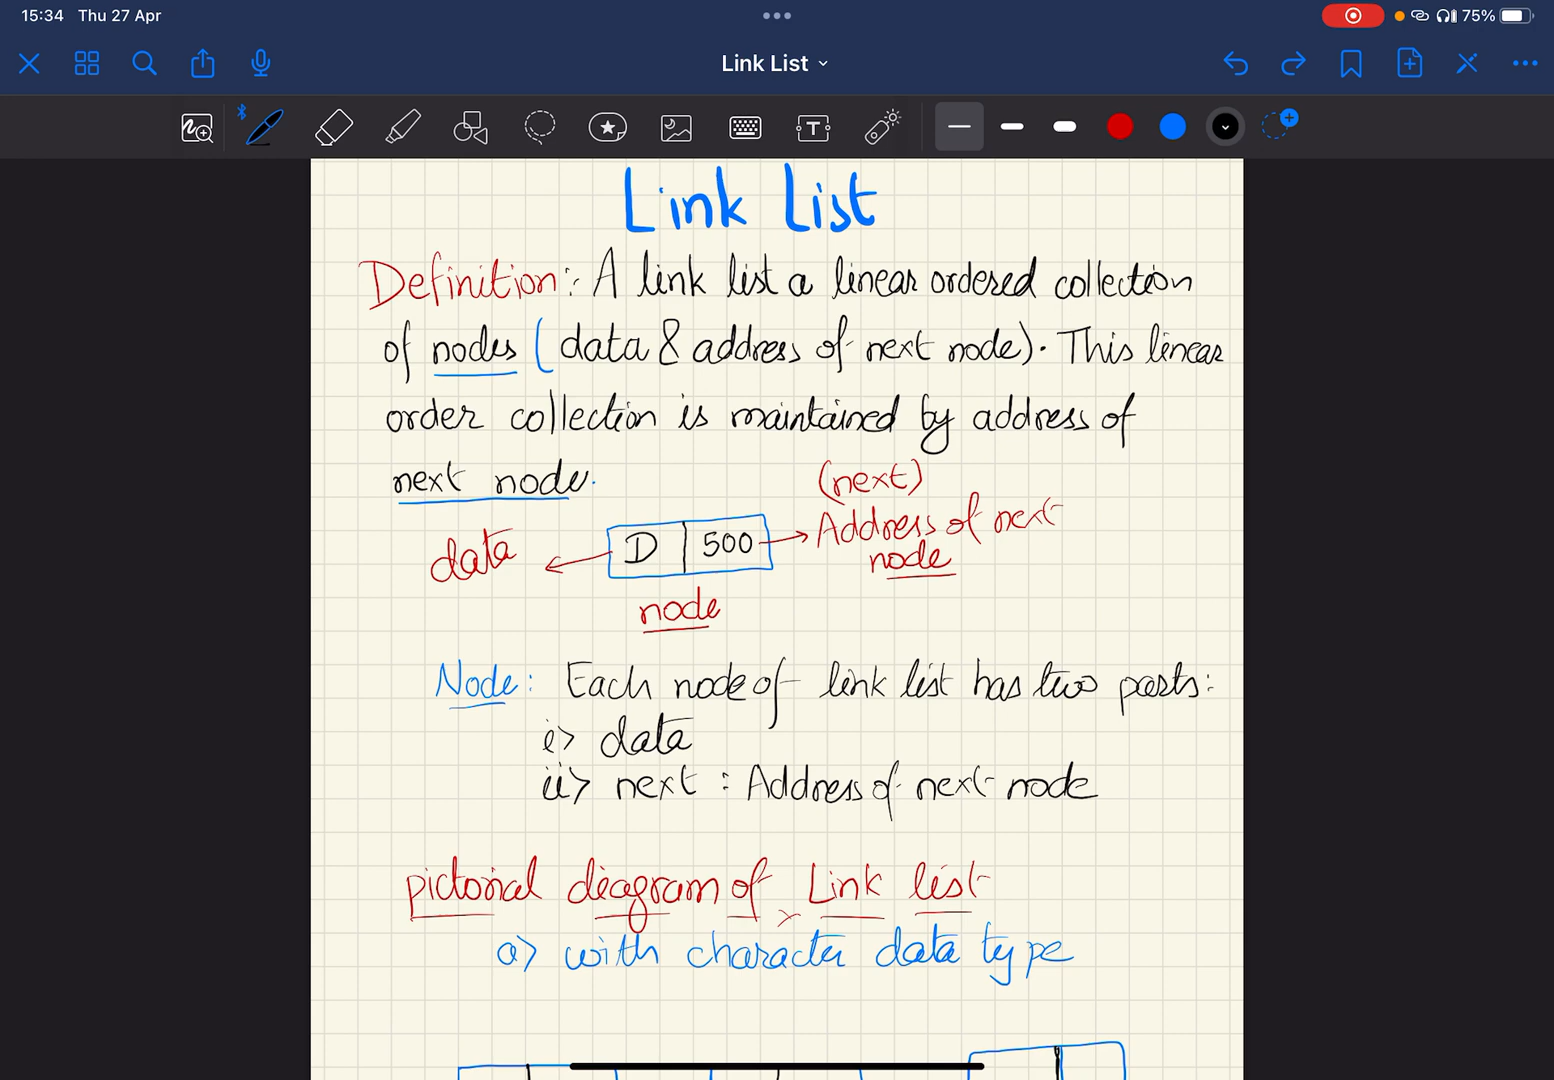 15:34 Thu 27 Apr
75%
Link List
T
Link List
Definition: A link list a linear ordered collection
of nodes (data & address of next node). This linear
order collection is maintained by address of
next node.
(next)
data
D 500
Address of next
node
node
Node: Each node of link list has two parts:
i> data
ii> next : Address of next node
pictorial diagram of Link list
a> with character data type